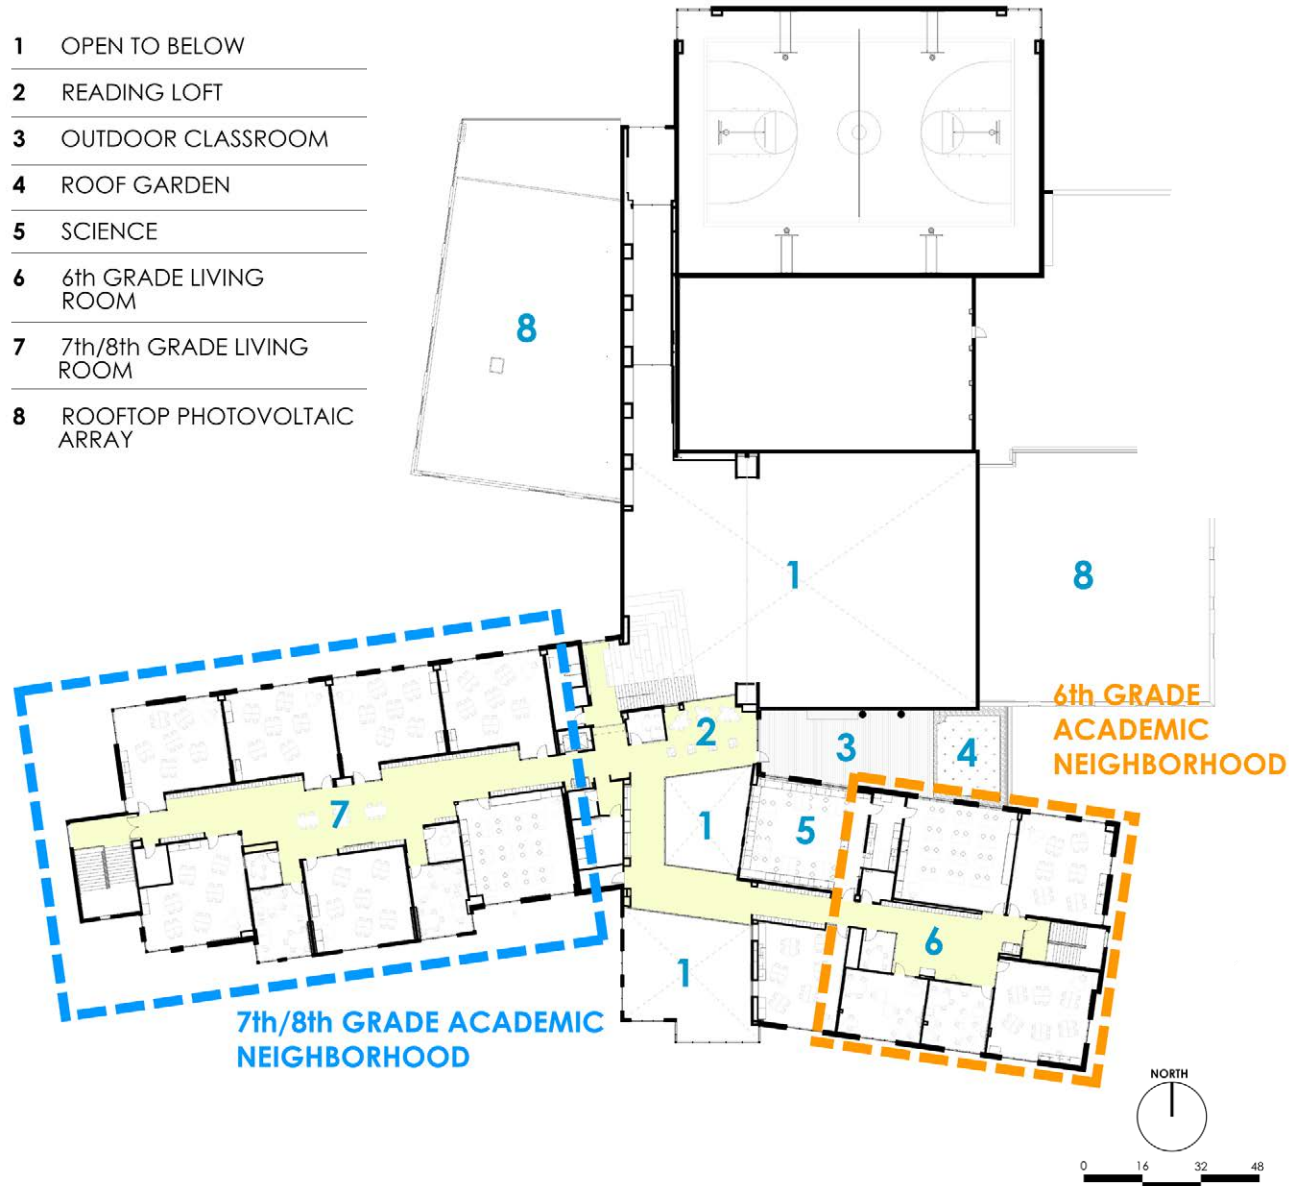 1 OPEN TO BELOW
2 READING LOFT
3 OUTDOOR CLASSROOM
4 ROOF GARDEN
5 SCIENCE
6 6th GRADE LIVING
ROOM
7 7th/8th GRADE LIVING
ROOM
8 ROOFTOP PHOTOVOLTAIC
ARRAY
8
1
8
6th GRADE
ACADEMIC
NEIGHBORHOOD
2
3
4
7
1
5
6
1
7th/8th GRADE ACADEMIC
NEIGHBORHOOD
NORTH
0 16 32 48